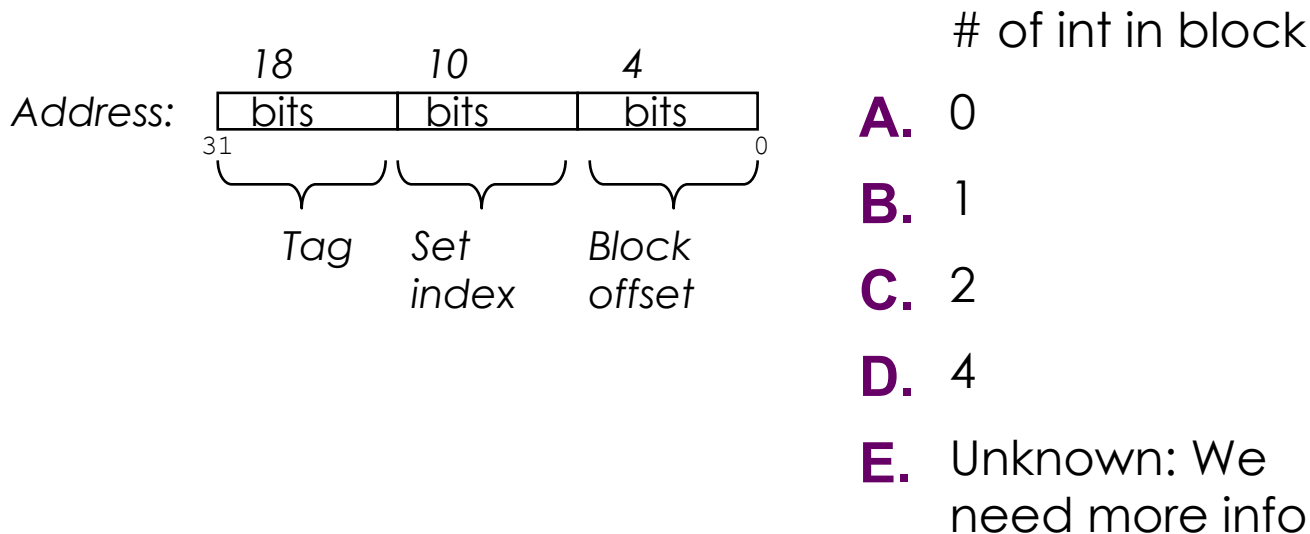 # of int in block
18 10 4
Address: bits bits bits
31 0
Tag Set index Block offset
A. 0
B. 1
C. 2
D. 4
E. Unknown: We
need more info